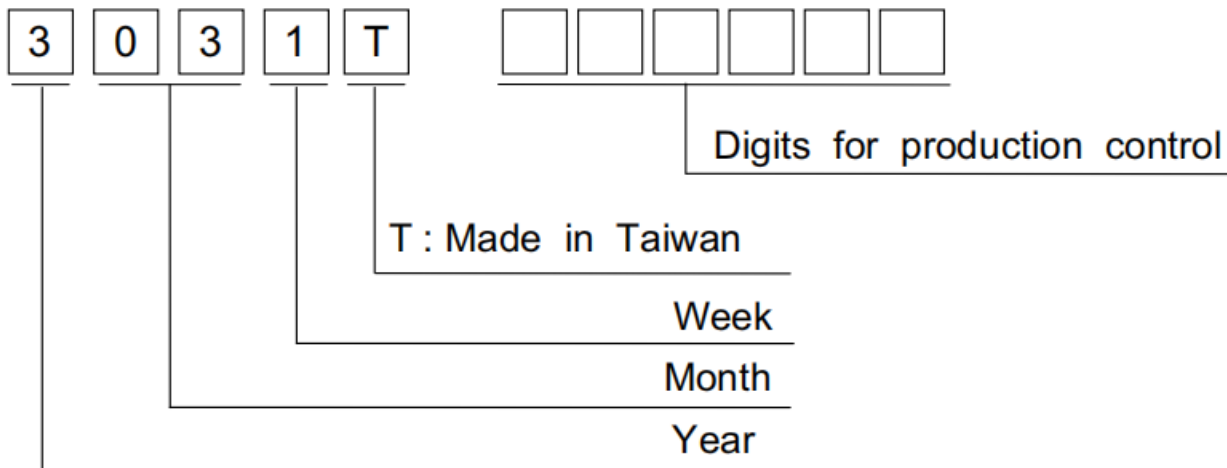 3 0 3 1 T
Digits for production control
T : Made in Taiwan
Week
Month
Year